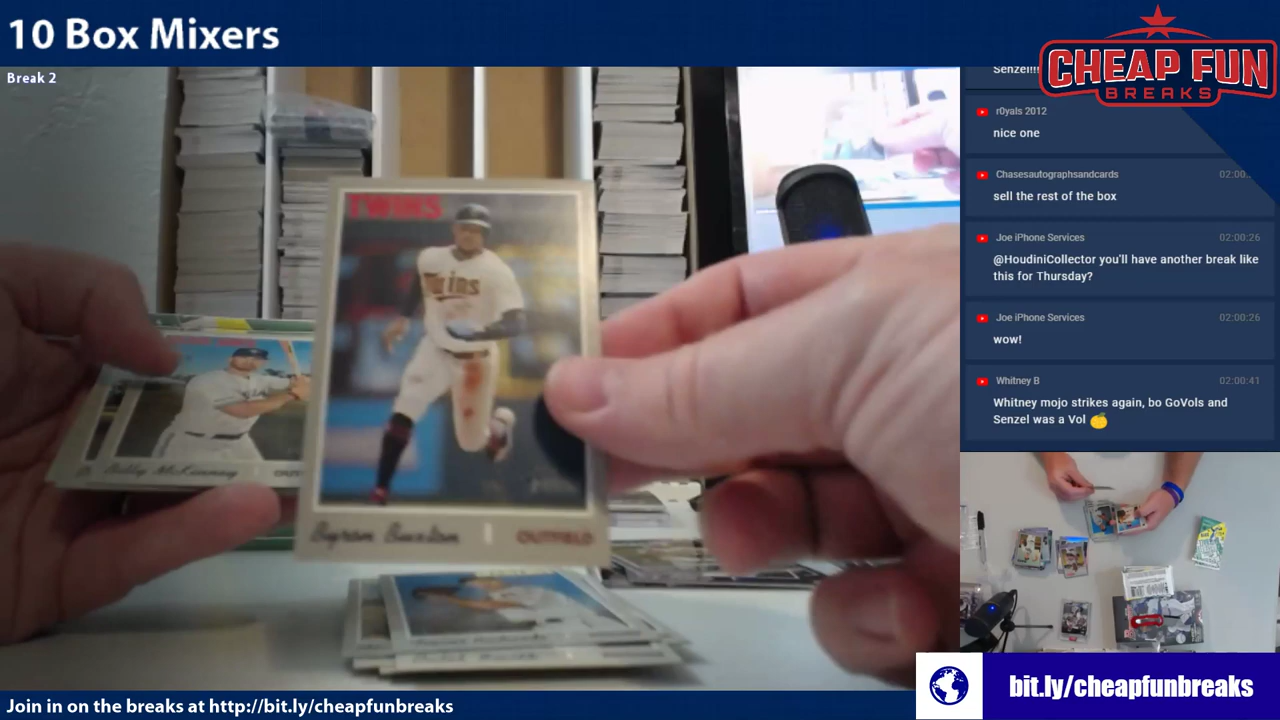 10 Box Mixers
Break 2
CHEAP FUN
BREAKS
Senzel!!!
r0yals 2012
nice one
Chasesautographsandcards
02:00
sell the rest of the box
Joe iPhone Services
02:00:26
@HoudiniCollector you'll have another break like
this for Thursday?
Joe iPhone Services
02:00:26
wow!
Whitney B
02:00:41
Whitney mojo strikes again, bo GoVols and
Senzel was a Vol
TWINS
Twins
Byron Buxton
OUTFIELD
Billy McKinney
OUT
Join in on the breaks at http://bit.ly/cheapfunbreaks
bit.ly/cheapfunbreaks